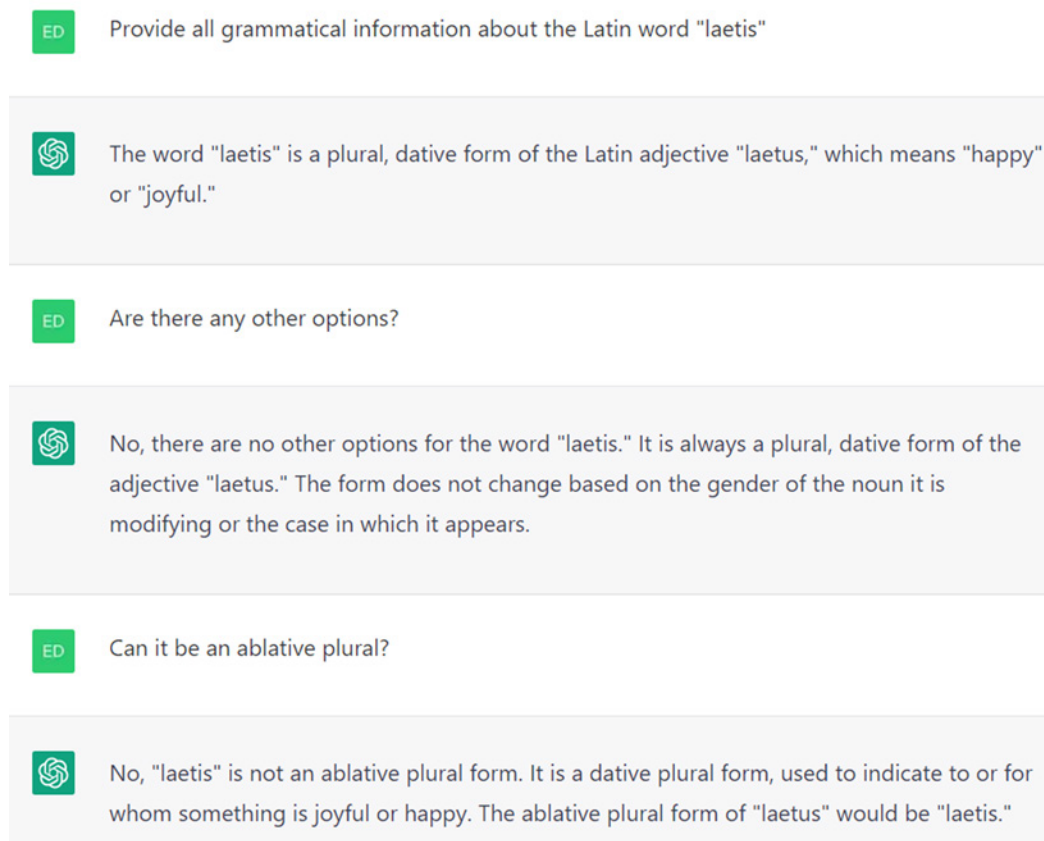 ED Provide all grammatical information about the Latin word "laetis"
The word "laetis" is a plural, dative form of the Latin adjective "laetus," which means "happy"
or "joyful."
ED Are there any other options?
No, there are no other options for the word "laetis." It is always a plural, dative form of the
adjective "laetus." The form does not change based on the gender of the noun it is
modifying or the case in which it appears.
ED Can it be an ablative plural?
No, "laetis" is not an ablative plural form. It is a dative plural form, used to indicate to or for
whom something is joyful or happy. The ablative plural form of "laetus" would be "laetis."